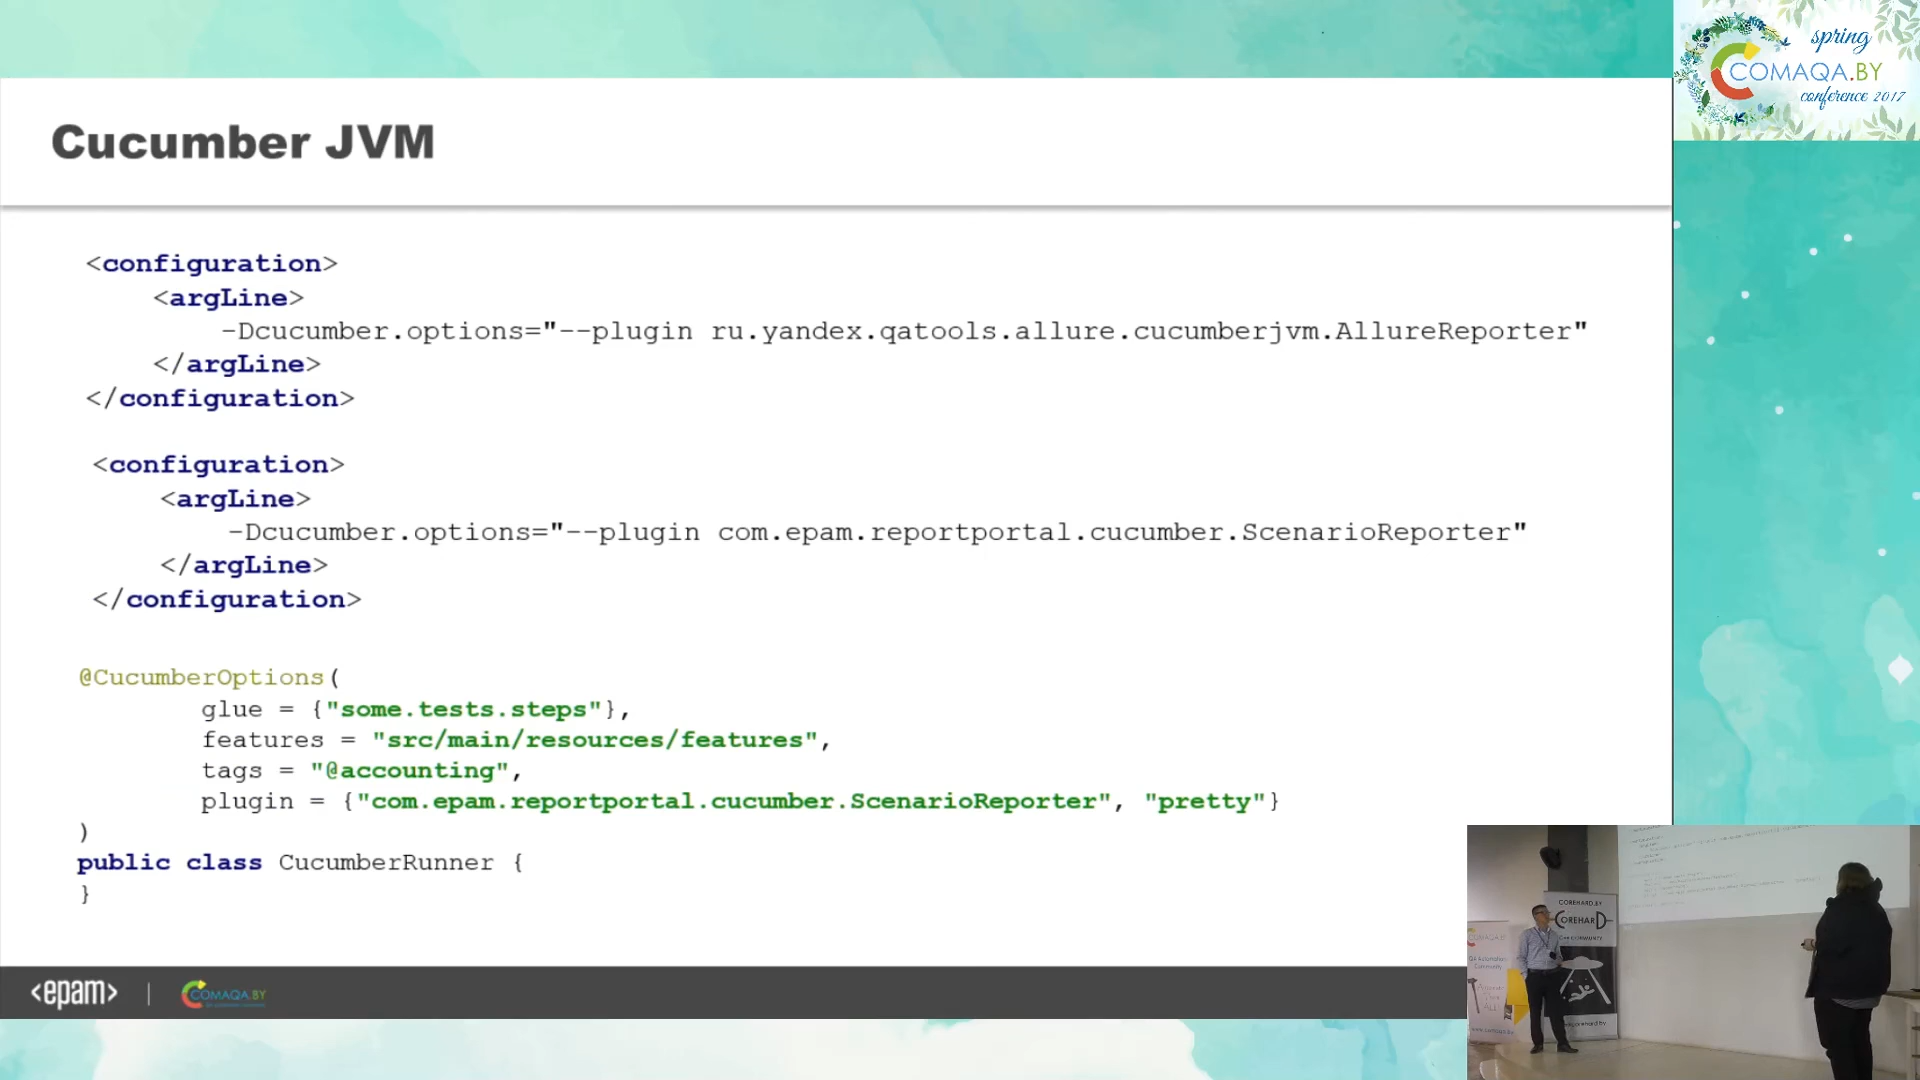 spring
COMAQA.BY
conference 2017
Cucumber JVM
<configuration>
<argLine>
-Dcucumber.options="--plugin ru.yandex.qatools.allure.cucumberjvm.AllureReporter"
</argLine>
</configuration>
<configuration>
<argLine>
-Dcucumber.options="--plugin com.epam.reportportal.cucumber.ScenarioReporter"
</argLine>
</configuration>
@CucumberOptions(
glue = {"some.tests.steps"},
features = "src/main/resources/features",
tags = "@accounting",
plugin = {"com.epam.reportportal.cucumber.ScenarioReporter", "pretty"}
)
public class CucumberRunner {
}
<epam>
COMAQA.BY
COREHARD.BY
COREHARD